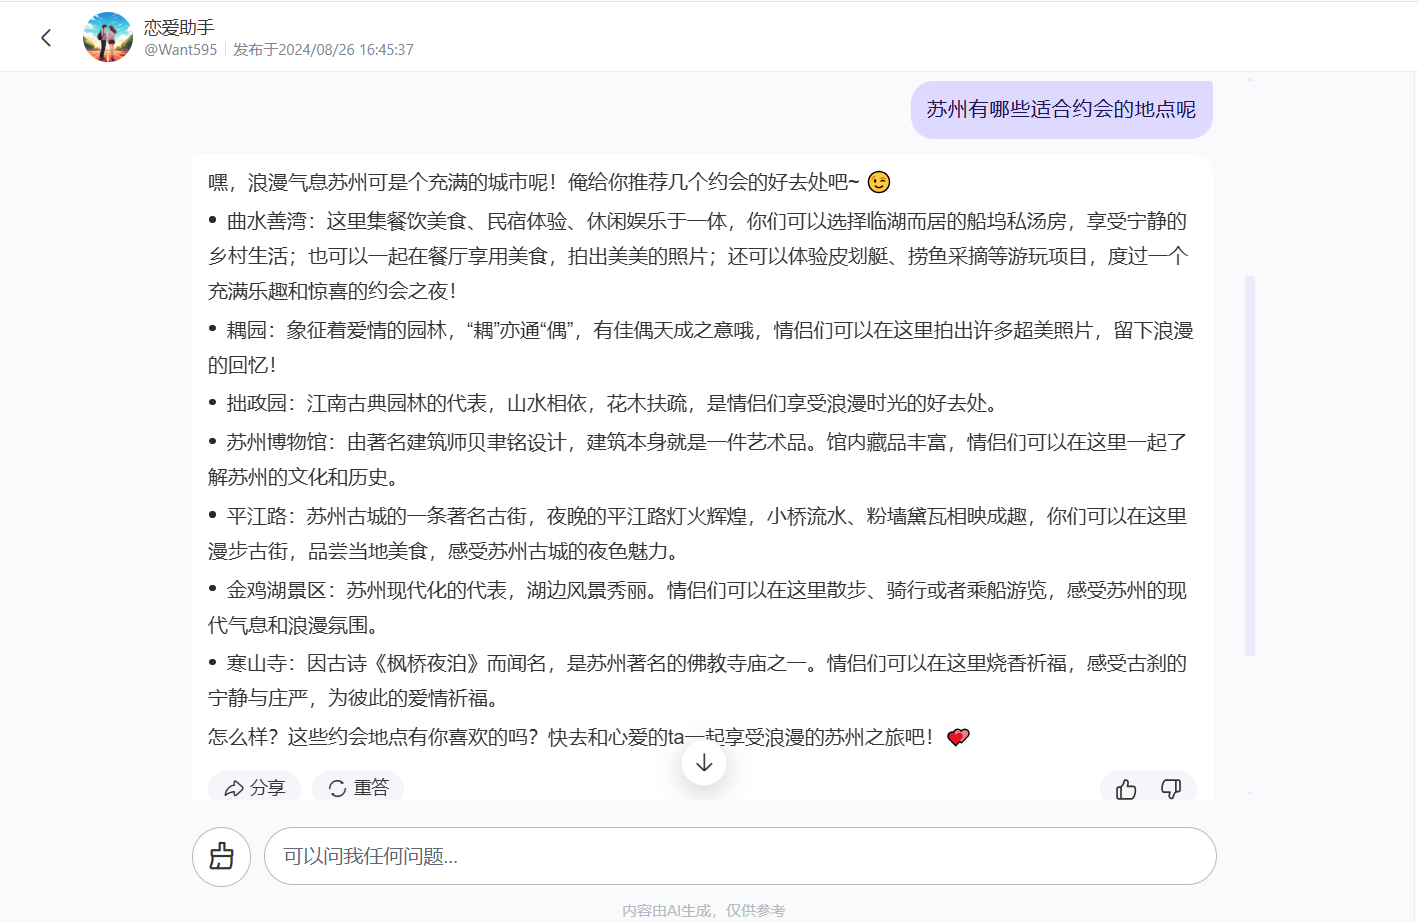 恋爱助手
@Want595 发布于2024/08/26 16:45:37
苏州有哪些适合约会的地点呢
嘿，浪漫气息苏州可是个充满的城市呢！俺给你推荐几个约会的好去处吧~ 😉
• 曲水善湾：这里集餐饮美食、民宿体验、休闲娱乐于一体，你们可以选择临湖而居的船坞私汤房，享受宁静的
乡村生活；也可以一起在餐厅享用美食，拍出美美的照片；还可以体验皮划艇、捞鱼采摘等游玩项目，度过一个
充满乐趣和惊喜的约会之夜！
• 耦园：象征着爱情的园林，“耦”亦通“偶”，有佳偶天成之意哦，情侣们可以在这里拍出许多超美照片，留下浪漫
的回忆！
• 拙政园：江南古典园林的代表，山水相依，花木扶疏，是情侣们享受浪漫时光的好去处。
• 苏州博物馆：由著名建筑师贝聿铭设计，建筑本身就是一件艺术品。馆内藏品丰富，情侣们可以在这里一起了
解苏州的文化和历史。
• 平江路：苏州古城的一条著名古街，夜晚的平江路灯火辉煌，小桥流水、粉墙黛瓦相映成趣，你们可以在这里
漫步古街，品尝当地美食，感受苏州古城的夜色魅力。
• 金鸡湖景区：苏州现代化的代表，湖边风景秀丽。情侣们可以在这里散步、骑行或者乘船游览，感受苏州的现
代气息和浪漫氛围。
• 寒山寺：因古诗《枫桥夜泊》而闻名，是苏州著名的佛教寺庙之一。情侣们可以在这里烧香祈福，感受古刹的
宁静与庄严，为彼此的爱情祈福。
怎么样？这些约会地点有你喜欢的吗？快去和心爱的ta一起享受浪漫的苏州之旅吧！💕
分享 重答
可以问我任何问题...
内容由AI生成，仅供参考